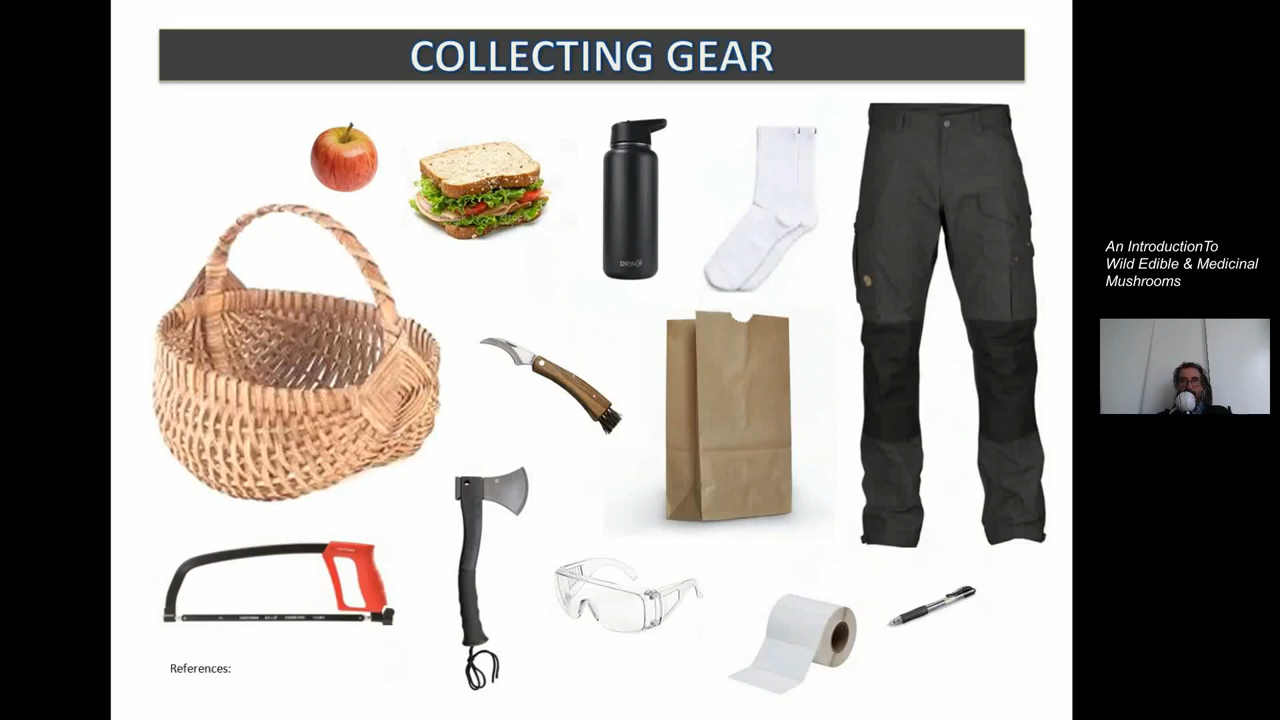 COLLECTING GEAR
An IntroductionTo
Wild Edible & Medicinal
Mushrooms
References: